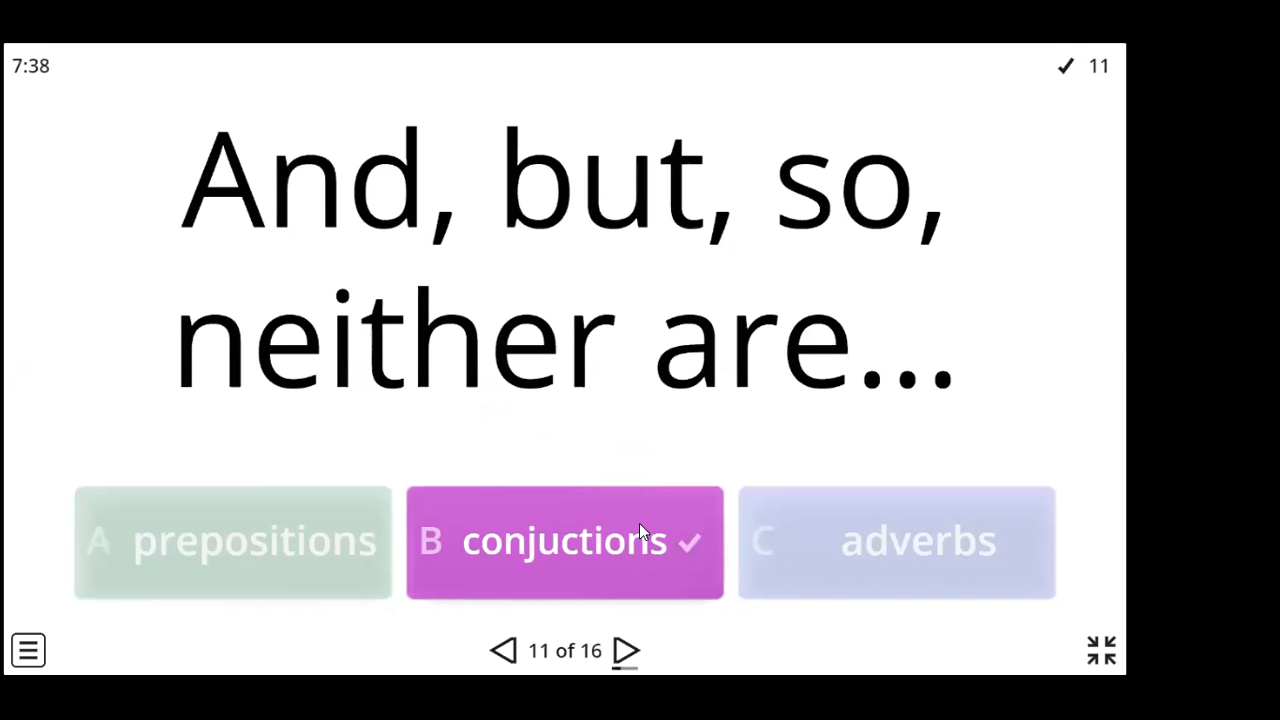 7:38
✓ 11
And, but, so,
neither are...
A prepositions
B conjuctions ✓
C adverbs
11 of 16